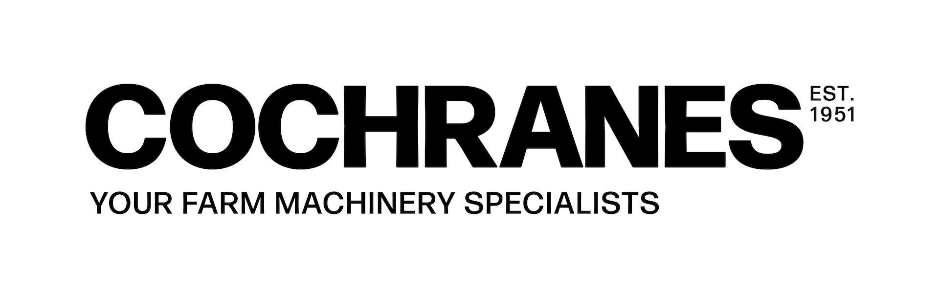 COCHRANES
EST.
1951
YOUR FARM MACHINERY SPECIALISTS